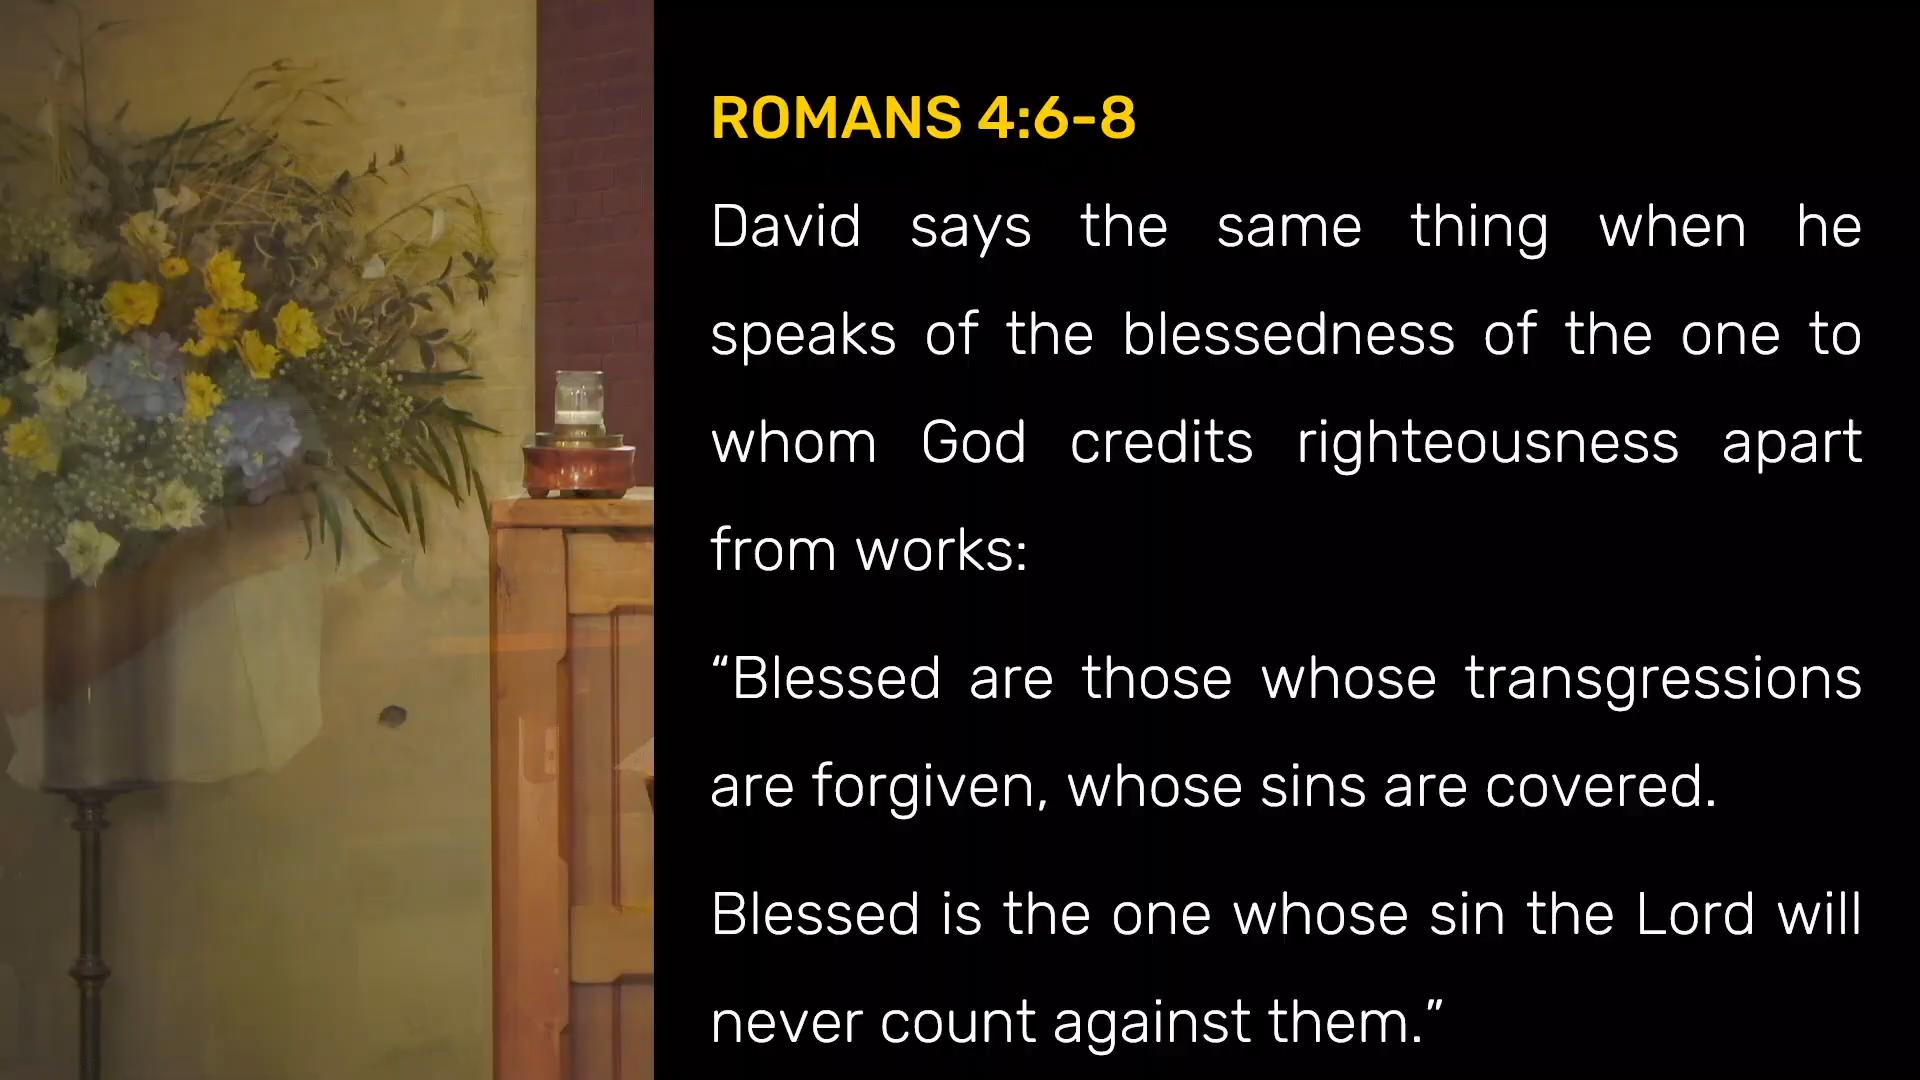 ROMANS 4:6-8
David says the same thing when he
speaks of the blessedness of the one to
whom God credits righteousness apart
from works:
“Blessed are those whose transgressions
are forgiven, whose sins are covered.
Blessed is the one whose sin the Lord will
never count against them.”